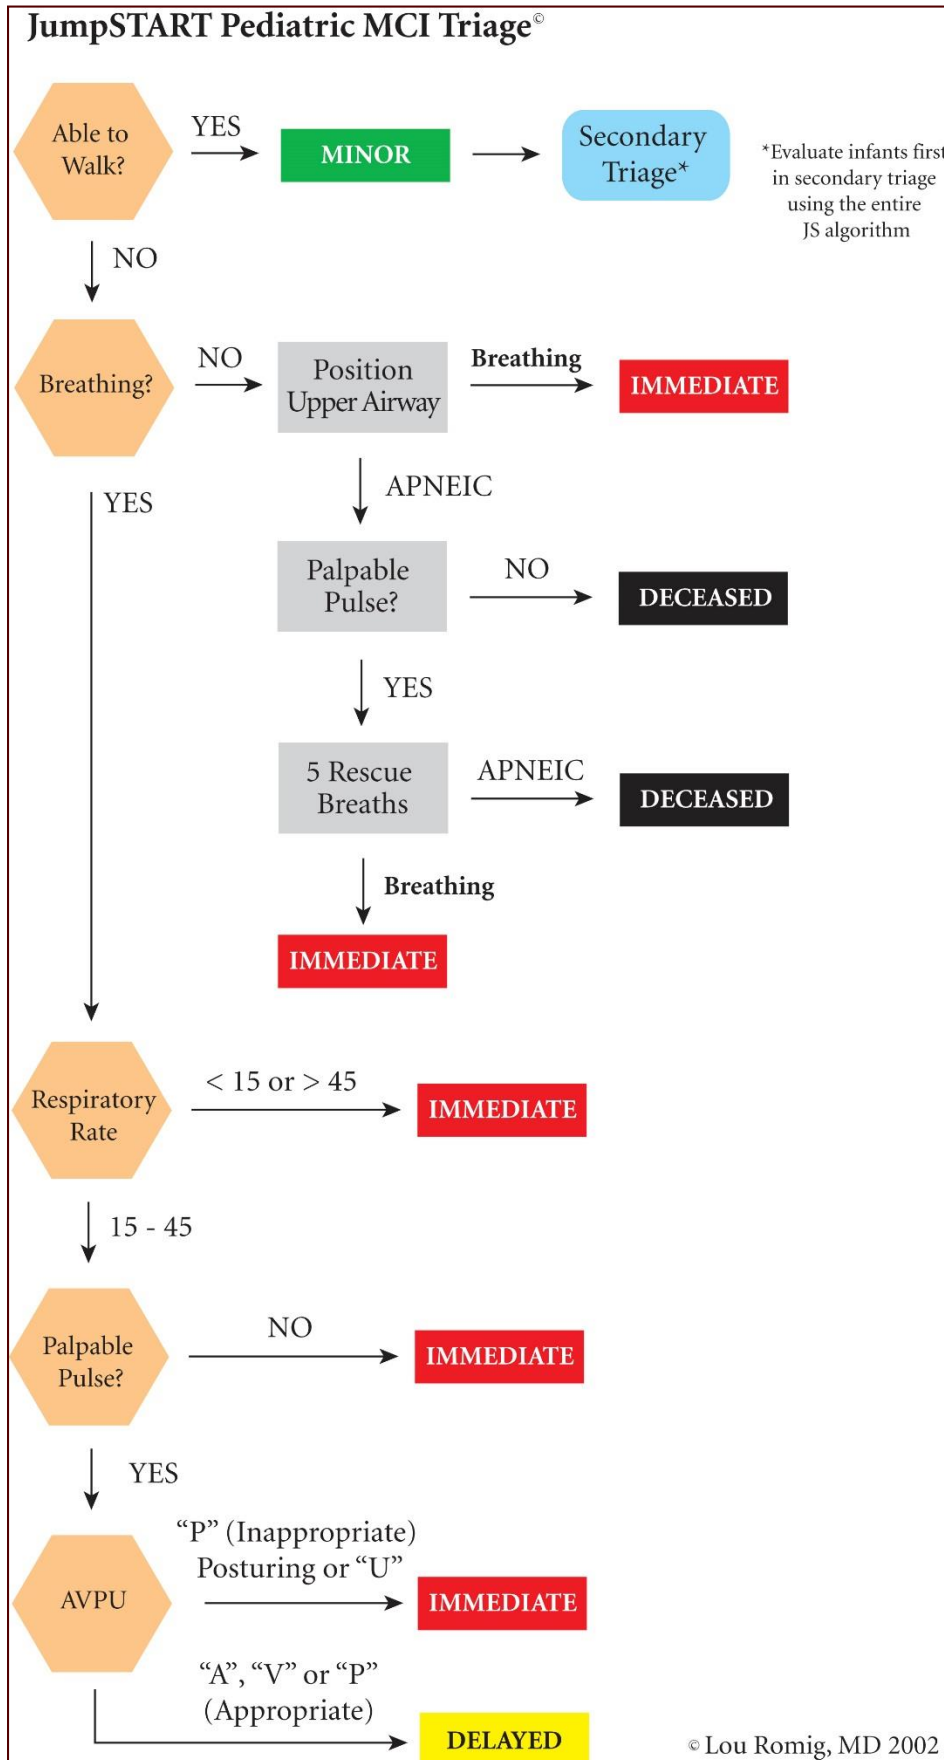 JumpSTART Pediatric MCI Triage©
Able to
Walk?
YES
MINOR
Secondary
Triage*
*Evaluate infants first
in secondary triage
using the entire
JS algorithm
NO
Breathing?
NO
Position
Upper Airway
Breathing
IMMEDIATE
YES
APNEIC
Palpable
Pulse?
NO
DECEASED
YES
5 Rescue
Breaths
APNEIC
DECEASED
Breathing
IMMEDIATE
Respiratory
Rate
< 15 or > 45
IMMEDIATE
15 - 45
Palpable
Pulse?
NO
IMMEDIATE
YES
AVPU
“P” (Inappropriate)
Posturing or “U”
IMMEDIATE
“A”, “V” or “P”
(Appropriate)
DELAYED
© Lou Romig, MD 2002